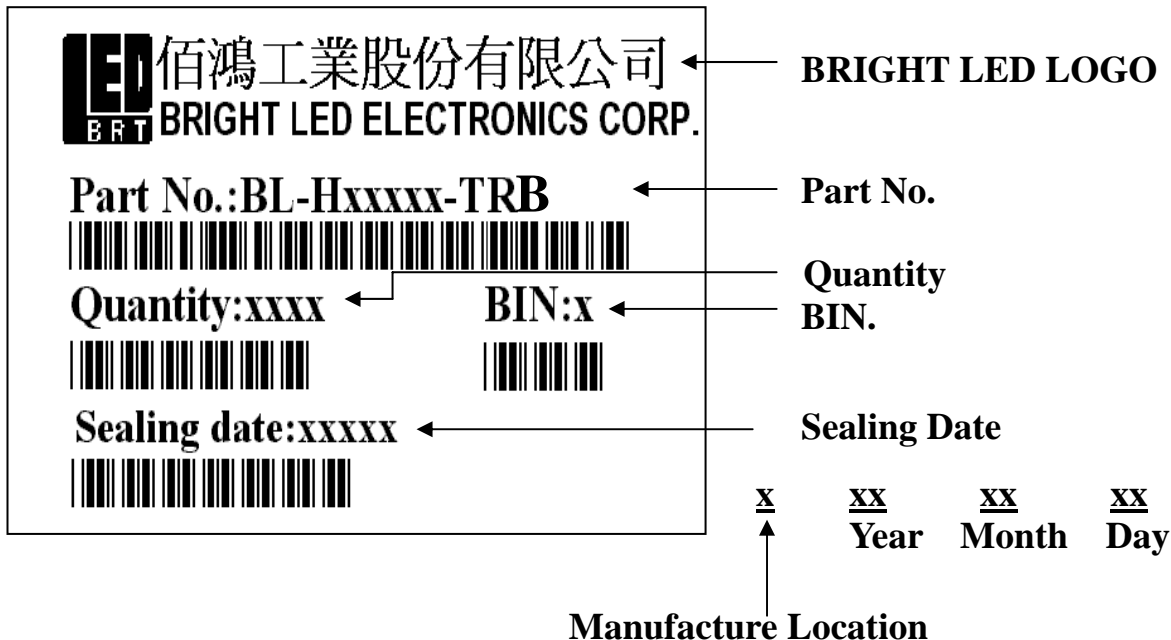 LED
佰鴻工業股份有限公司
BRT BRIGHT LED ELECTRONICS CORP.
BRIGHT LED LOGO
Part No.:BL-Hxxxxx-TRB
Part No.
Quantity:xxxx
Quantity
BIN:x
BIN.
Sealing date:xxxxx
Sealing Date
x xx xx xx
Year Month Day
Manufacture Location